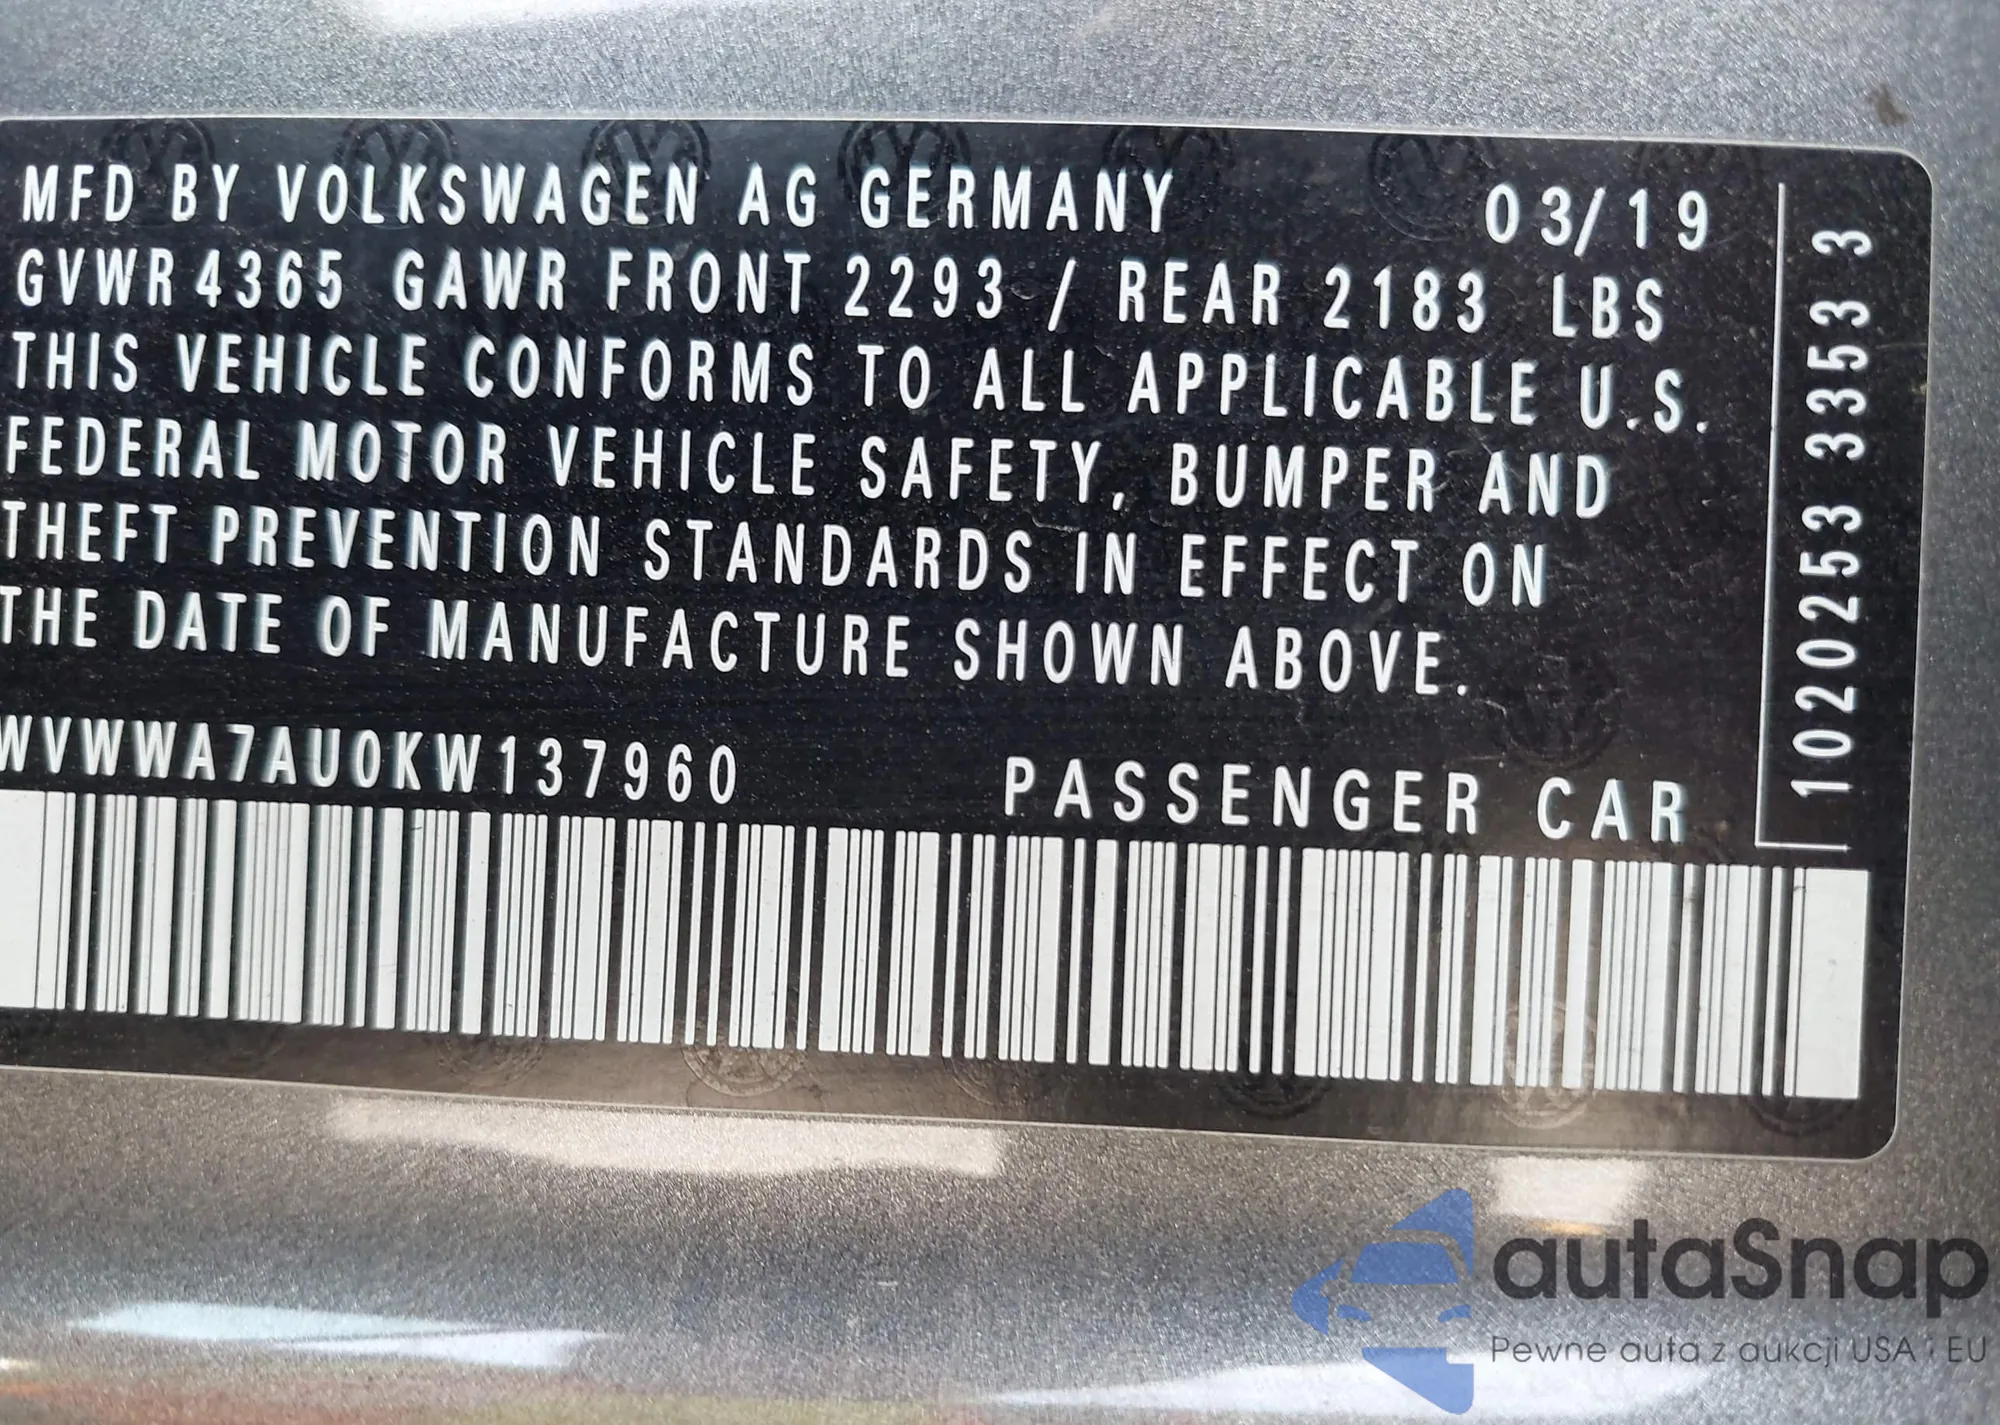 MFD BY VOLKSWAGEN AG GERMANY 03/19
GVWR 4365 GAWR FRONT 2293 / REAR 2183 LBS
THIS VEHICLE CONFORMS TO ALL APPLICABLE U.S.
FEDERAL MOTOR VEHICLE SAFETY, BUMPER AND
THEFT PREVENTION STANDARDS IN EFFECT ON
THE DATE OF MANUFACTURE SHOWN ABOVE.
WVWWA7AU0KW137960 PASSENGER CAR
1020253 3353 3
autaSnap
Pewne auta z aukcji USA i EU